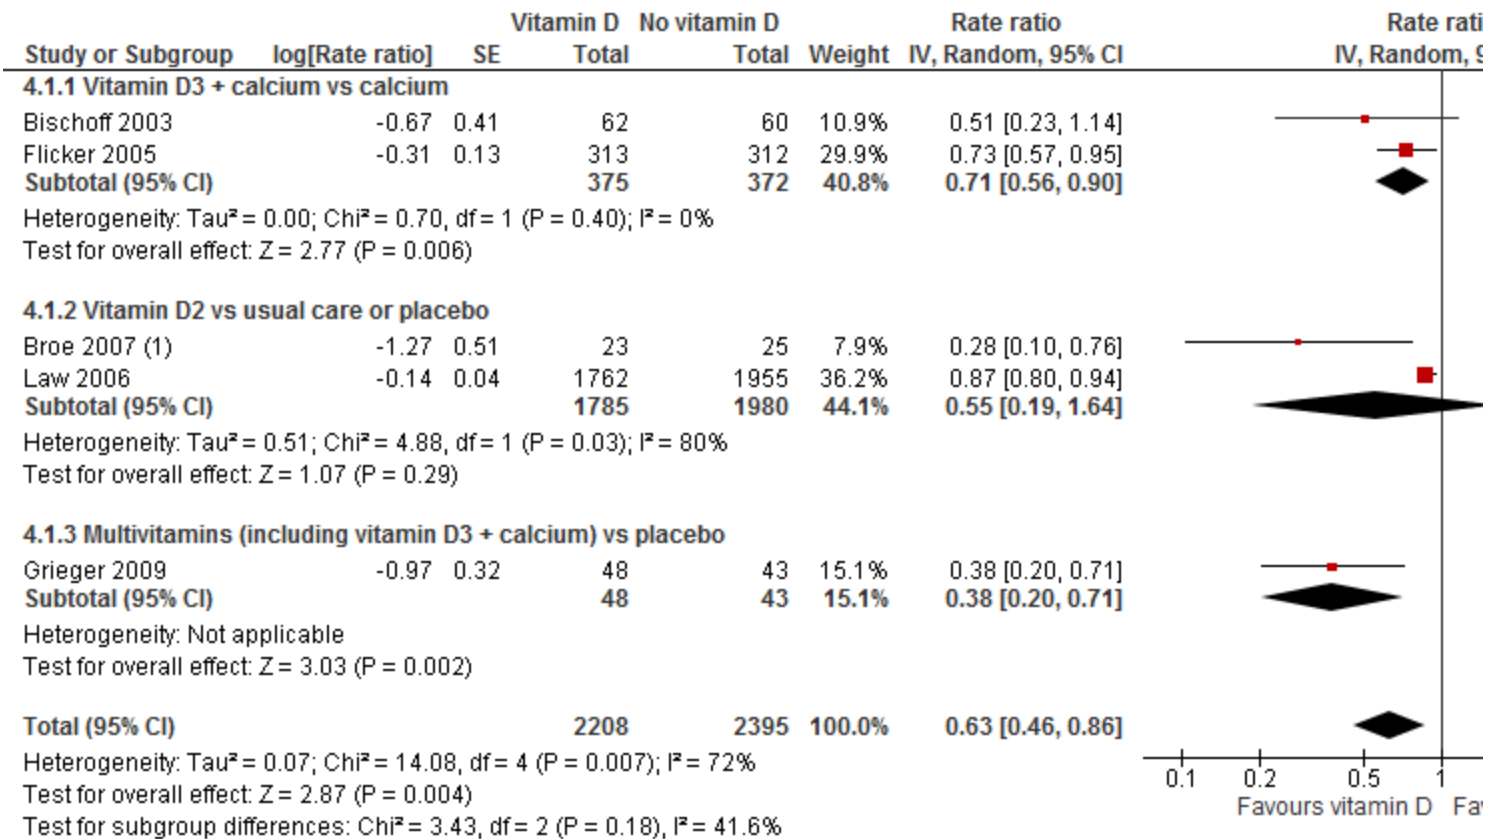 Vitamin D No vitamin D Rate ratio Rate rati
Study or Subgroup log[Rate ratio] SE Total Total Weight IV, Random, 95% CI IV, Random, 9
4.1.1 Vitamin D3 + calcium vs calcium
Bischoff 2003 -0.67 0.41 62 60 10.9% 0.51 [0.23, 1.14]
Flicker 2005 -0.31 0.13 313 312 29.9% 0.73 [0.57, 0.95]
Subtotal (95% CI) 375 372 40.8% 0.71 [0.56, 0.90]
Heterogeneity: Tau² = 0.00; Chi² = 0.70, df = 1 (P = 0.40); I² = 0%
Test for overall effect: Z = 2.77 (P = 0.006)
4.1.2 Vitamin D2 vs usual care or placebo
Broe 2007 (1) -1.27 0.51 23 25 7.9% 0.28 [0.10, 0.76]
Law 2006 -0.14 0.04 1762 1955 36.2% 0.87 [0.80, 0.94]
Subtotal (95% CI) 1785 1980 44.1% 0.55 [0.19, 1.64]
Heterogeneity: Tau² = 0.51; Chi² = 4.88, df = 1 (P = 0.03); I² = 80%
Test for overall effect: Z = 1.07 (P = 0.29)
4.1.3 Multivitamins (including vitamin D3 + calcium) vs placebo
Grieger 2009 -0.97 0.32 48 43 15.1% 0.38 [0.20, 0.71]
Subtotal (95% CI) 48 43 15.1% 0.38 [0.20, 0.71]
Heterogeneity: Not applicable
Test for overall effect: Z = 3.03 (P = 0.002)
Total (95% CI) 2208 2395 100.0% 0.63 [0.46, 0.86]
Heterogeneity: Tau² = 0.07; Chi² = 14.08, df = 4 (P = 0.007); I² = 72%
Test for overall effect: Z = 2.87 (P = 0.004)
Test for subgroup differences: Chi² = 3.43, df = 2 (P = 0.18), I² = 41.6%
0.1 0.2 0.5 1
Favours vitamin D Fa